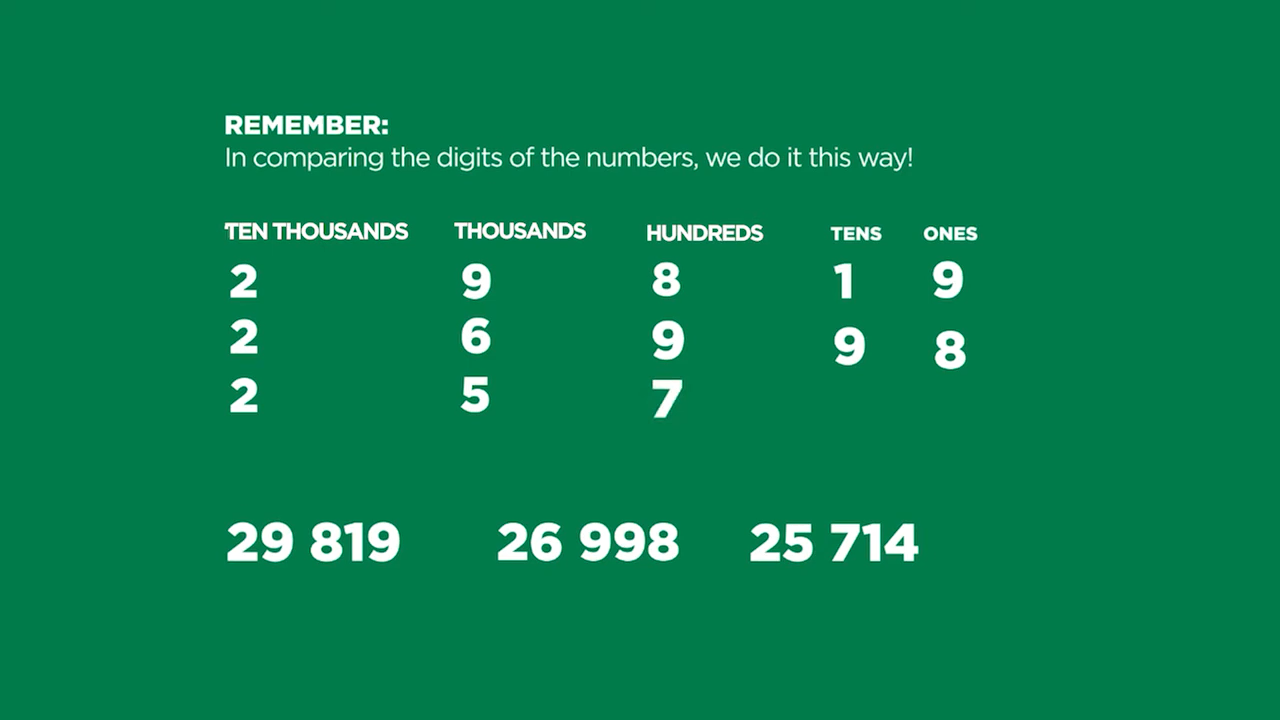 REMEMBER:
In comparing the digits of the numbers, we do it this way!
TEN THOUSANDS THOUSANDS HUNDREDS TENS ONES
2 9 8 1 9
2 6 9 9 8
2 5 7
29 819 26 998 25 714